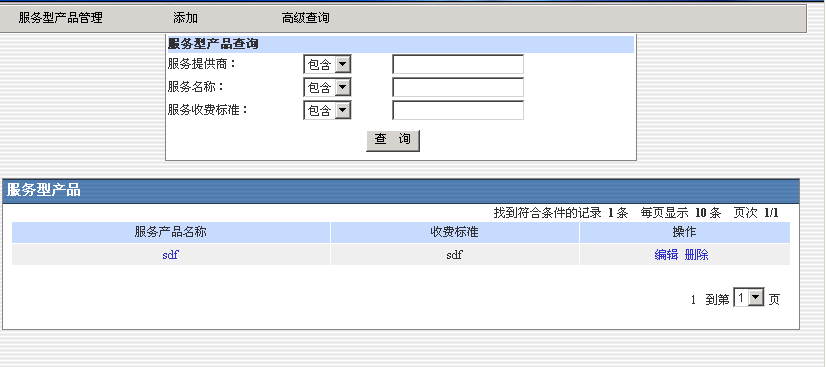 服务型产品管理 添加 高级查询
服务型产品查询
服务提供商： 包含
服务名称： 包含
服务收费标准： 包含
查 询
服务型产品
找到符合条件的记录 1 条 每页显示 10 条 页次 1/1
服务产品名称 收费标准 操作
sdf sdf 编辑 删除
1 到第 1 页